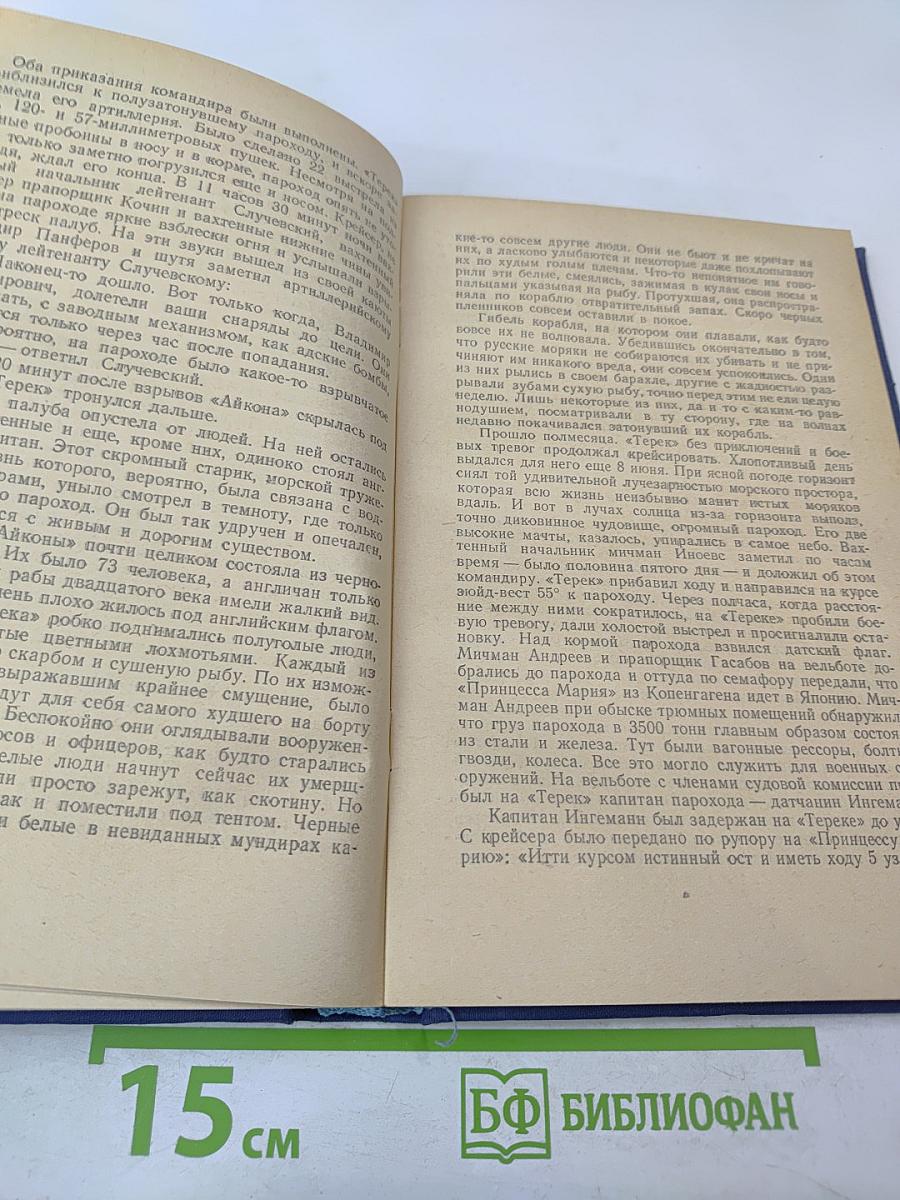 Оба приказания командира были выполнены. «Терек»
приблизился к полузатонувшему пароходу, и вскоре за-
гремела его артиллерия. Было сделано 22 выстрела из
120- и 57-миллиметровых пушек. Несмотря на
пробоины в носу и в корме, пароход опять не
только заметно погрузился еще и носом. Крейсер,
ждал его конца. В 11 часов 30 минут ночи
начальник лейтенант Случевский, вахтенный
прапорщик Кочин и вахтенные нижние чины
на пароходе яркие взблески огня и услышали
треск палуб. На эти звуки вышел из своей каюты
Панферов и шутя заметил артиллерийскому
лейтенанту Случевскому:
Наконец-то дошло. Вот только когда, Владимир
долетели ваши снаряды до цели. Они
с заводным механизмом, как адские бомбы,
только через час после попадания.
на пароходе было какое-то взрывчатое
— ответил Случевский.
20 минут после взрывов «Айкона» скрылась под
«Терек» тронулся дальше.
палуба опустела от людей. На ней остались
и еще, кроме них, одиноко стоял анг-
Этот скромный старик, морской труже-
которого, вероятно, была связана с вод-
уныло смотрел в темноту, где только
пароход. Он был так удручен и опечален,
с живым и дорогим существом.
«Айконы» почти целиком состояла из черно-
Их было 73 человека, а англичан только
рабы двадцатого века имели жалкий вид.
плохо жилось под английским флагом.
робко поднимались полуголые люди,
цветными лохмотьями. Каждый из
скарбом и сушеную рыбу. По их измож-
выражавшим крайнее смущение, было
для себя самого худшего на борту
Беспокойно они оглядывали вооружен-
и офицеров, как будто старались
люди начнут сейчас их умерщ-
просто зарежут, как скотину. Но
и поместили под тентом. Черные
и белые в невиданных мундирах ка-
кие-то совсем другие люди. Они не бьют и не кричат на
них, а ласково улыбаются и некоторые даже похлопывают
их по худым голым плечам. Что-то непонятное им гово-
рили эти белые, смеялись, зажимая в кулак свои носы и
пальцами указывая на рыбу. Протухшая, она распростра-
няла по кораблю отвратительный запах. Скоро черных
пленников совсем оставили в покое.
Гибель корабля, на котором они плавали, как будто
вовсе их не волновала. Убедившись окончательно в том,
что русские моряки не собираются их убивать и не при-
чиняют им никакого вреда, они совсем успокоились. Одни
из них рылись в своем барахле, другие с жадностью раз-
рывали зубами сухую рыбу, точно перед этим не ели целую
неделю. Лишь некоторые из них, да и то с каким-то рав-
нодушием, посматривали в ту сторону, где на волнах
недавно покачивался затонувший их корабль.
Прошло полмесяца. «Терек» без приключений и бое-
вых тревог продолжал крейсировать. Хлопотливый день
выдался для него еще 8 июня. При ясной погоде горизонт
сиял той удивительной лучезарностью морского простора,
которая всю жизнь неизбывно манит истых моряков
вдаль. И вот в лучах солнца из-за горизонта выполз,
точно диковинное чудовище, огромный пароход. Его две
высокие мачты, казалось, упирались в самое небо. Вах-
тенный начальник мичман Иноевс заметил по часам
время — было половина пятого дня — и доложил об этом
командиру. «Терек» прибавил ходу и направился на курсе
зюйд-вест 55° к пароходу. Через полчаса, когда расстоя-
ние между ними сократилось, на «Тереке» пробили бое-
вую тревогу, дали холостой выстрел и просигналили оста-
новку. Над кормой парохода взвился датский флаг.
Мичман Андреев и прапорщик Гасабов на вельботе до-
брались до парохода и оттуда по семафору передали, что
«Принцесса Мария» из Копенгагена идет в Японию. Мич-
ман Андреев при обыске трюмных помещений обнаружил
что груз парохода в 3500 тонн главным образом состоя
из стали и железа. Тут были вагонные рессоры, болт
гвозди, колеса. Все это могло служить для военных с
оружений. На вельботе с членами судовой комиссии п
был на «Терек» капитан парохода — датчанин Ингема
Капитан Ингеманн был задержан на «Тереке» до у
С крейсера было передано по рупору на «Принцессу
рию»: «Итти курсом истинный ост и иметь ходу 5 уз
15 см
БФ БИБЛИОФАН